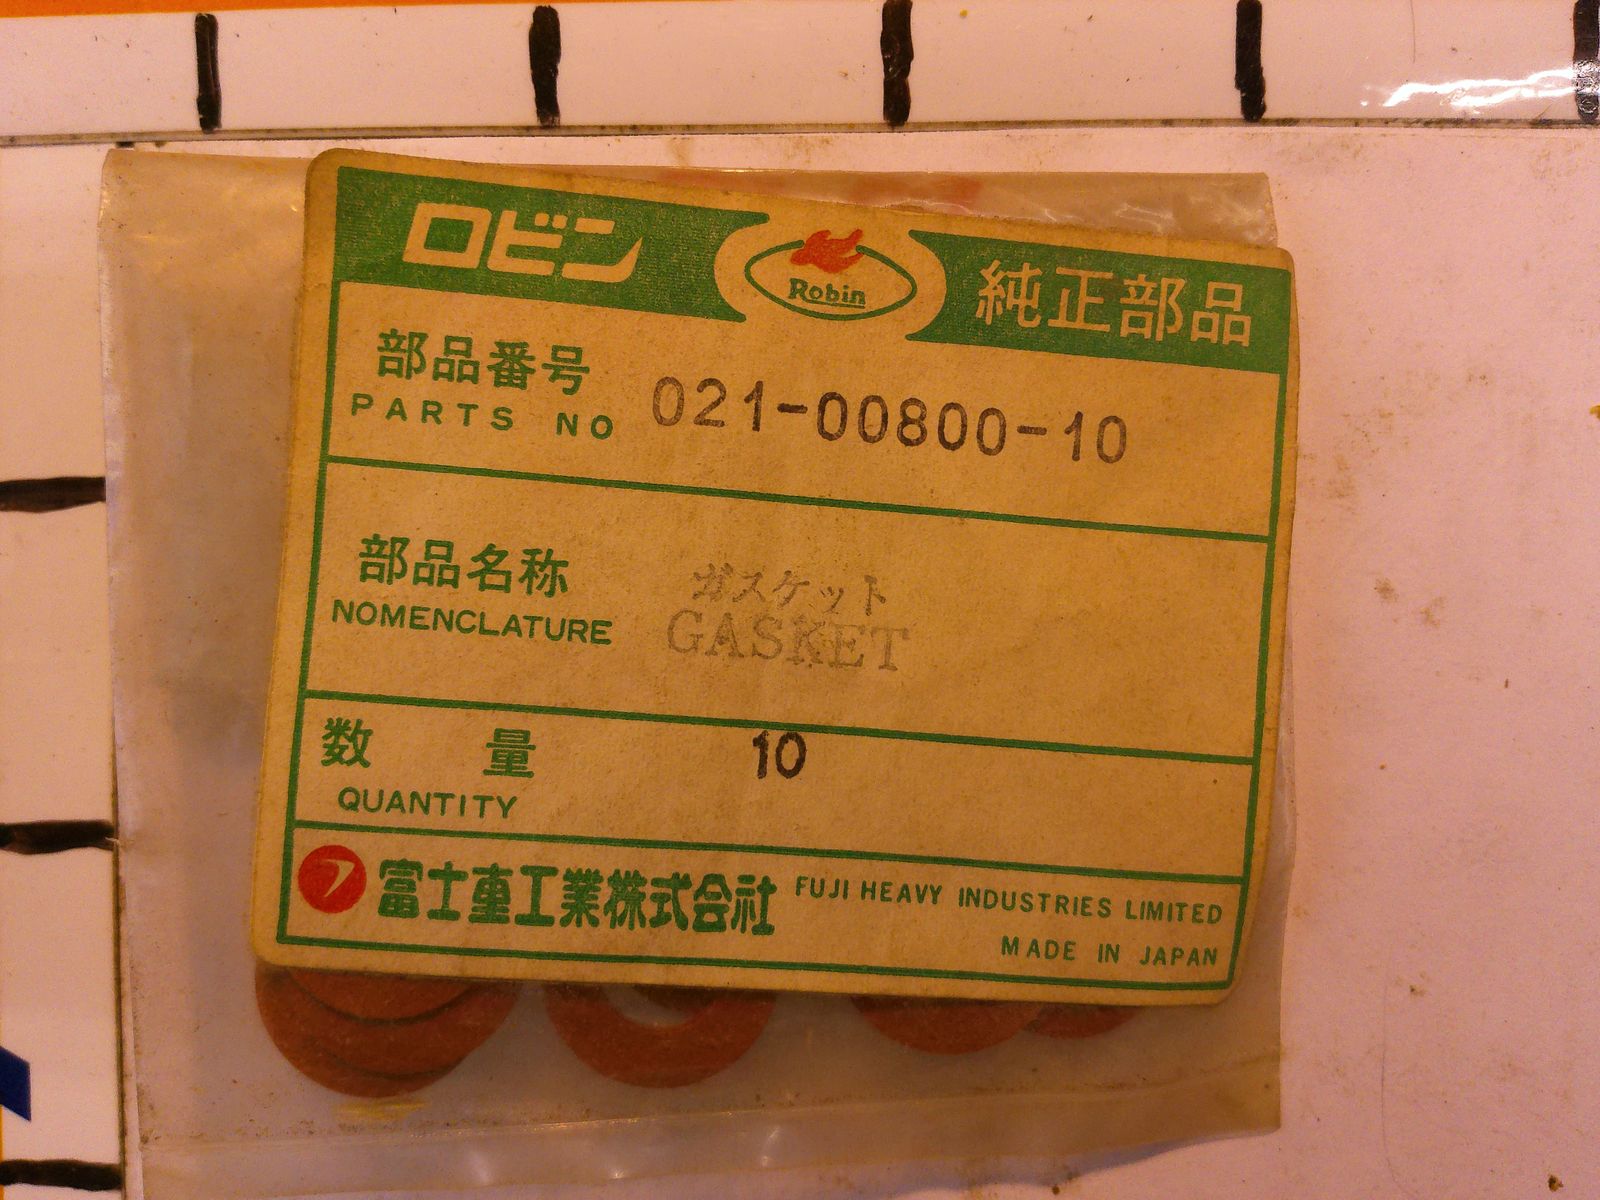 ロビン Robin 純正部品
部品番号 021-00800-10
PARTS NO
部品名称 ガスケット
NOMENCLATURE GASKET
数量 10
QUANTITY
富士重工業株式会社 FUJI HEAVY INDUSTRIES LIMITED
MADE IN JAPAN